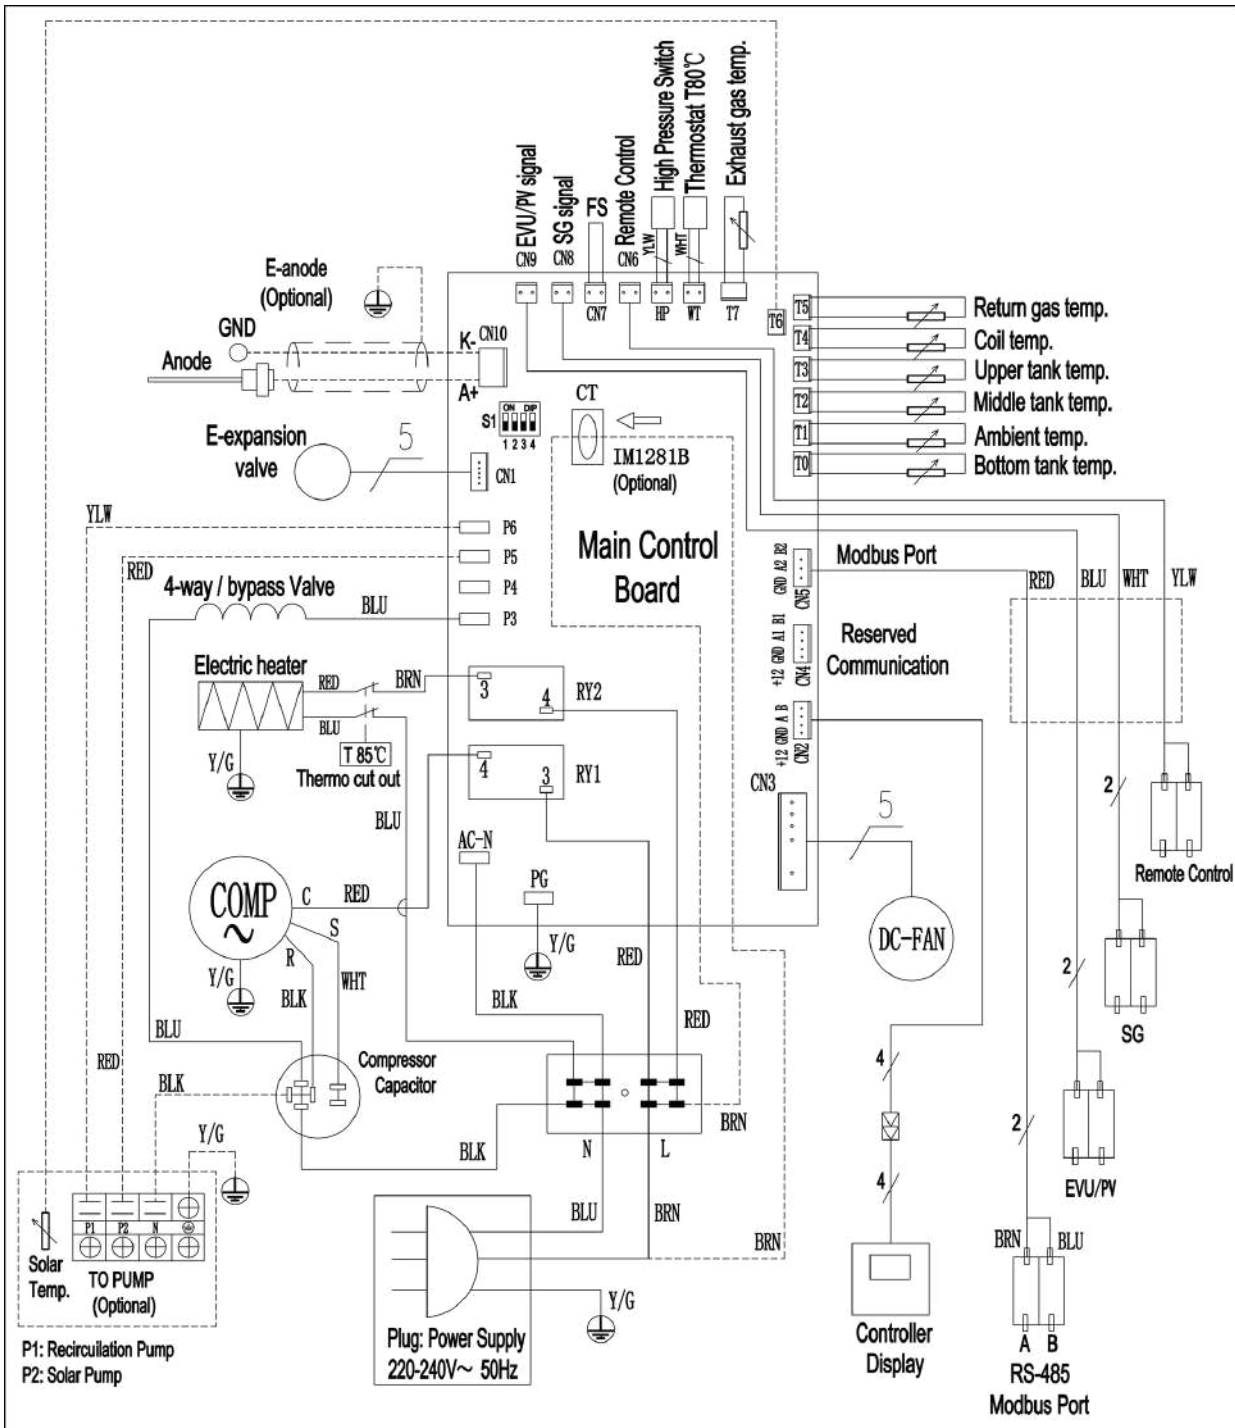 High Pressure Switch
Thermostat T80℃
Exhaust gas temp.
EVU/PV signal
SG signal
FS
Remote Control
YLW
WHT
CN9
CN8
CN7
CN6
HP
WT
T7
T6
E-anode
(Optional)
GND
Anode
K-
CN10
A+
T5
Return gas temp.
T4
Coil temp.
T3
Upper tank temp.
T2
Middle tank temp.
T1
Ambient temp.
T0
Bottom tank temp.
S1
ON DIP
1 2 3 4
CT
IM1281B
(Optional)
E-expansion
valve
5
CN1
YLW
P6
RED
P5
P4
4-way / bypass Valve
BLU
P3
Main Control
Board
GND A2 B2
CN5
Modbus Port
RED
BLU
WHT
YLW
+12 GND A1 B1
CN4
Reserved
Communication
+12 GND A B
CN2
Electric heater
RED
BRN
BLU
3
4
RY2
Y/G
T 85℃
Thermo cut out
4
3
RY1
BLU
CN3
5
2
Remote Control
AC-N
PG
COMP
~
C
RED
S
R
Y/G
BLK
WHT
Y/G
RED
BLK
RED
DC-FAN
2
SG
BLU
RED
BLK
Compressor
Capacitor
4
BRN
BLK
N
L
2
EVU/PV
Y/G
4
P1
P2
N
Solar
Temp.
TO PUMP
(Optional)
BLU
BRN
BRN
Y/G
Plug: Power Supply
220-240V～ 50Hz
BRN
BLU
Controller
Display
A
B
RS-485
Modbus Port
P1: Recircuilation Pump
P2: Solar Pump